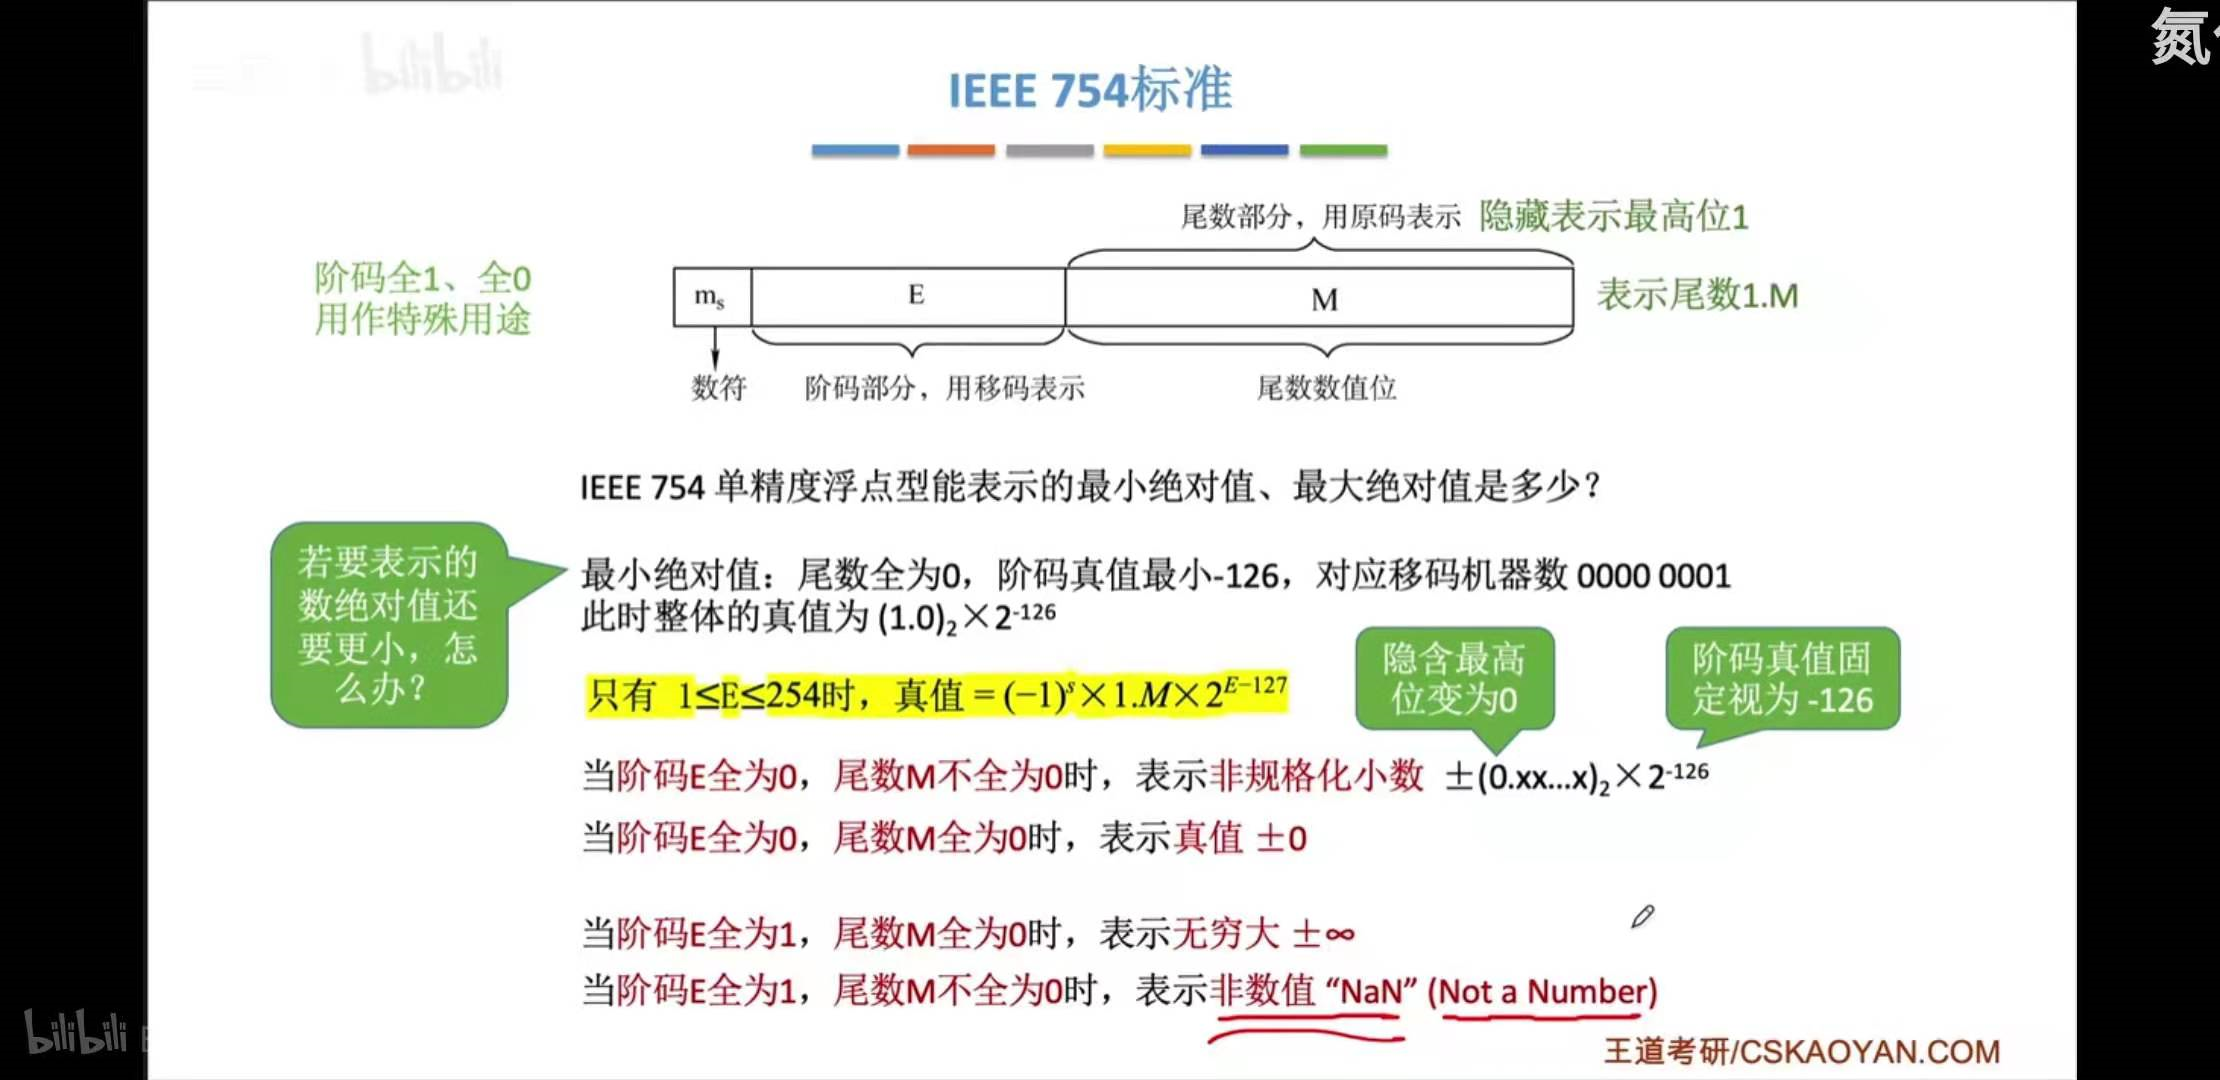 bilibili
氮
IEEE 754标准
尾数部分，用原码表示 隐藏表示最高位1
阶码全1、全0
用作特殊用途
mₛ E M
表示尾数1.M
数符 阶码部分，用移码表示 尾数数值位
IEEE 754 单精度浮点型能表示的最小绝对值、最大绝对值是多少？
若要表示的
数绝对值还
要更小，怎
么办？
最小绝对值：尾数全为0，阶码真值最小-126，对应移码机器数 0000 0001
此时整体的真值为 (1.0)₂×2⁻¹²⁶
隐含最高
位变为0
阶码真值固
定视为 -126
只有 1≤E≤254时，真值 = (−1)^s×1.M×2^(E−127)
当阶码E全为0，尾数M不全为0时，表示非规格化小数 ±(0.xx...x)₂×2⁻¹²⁶
当阶码E全为0，尾数M全为0时，表示真值 ±0
当阶码E全为1，尾数M全为0时，表示无穷大 ±∞
当阶码E全为1，尾数M不全为0时，表示非数值 “NaN” (Not a Number)
bilibili
王道考研/CSKAOYAN.COM